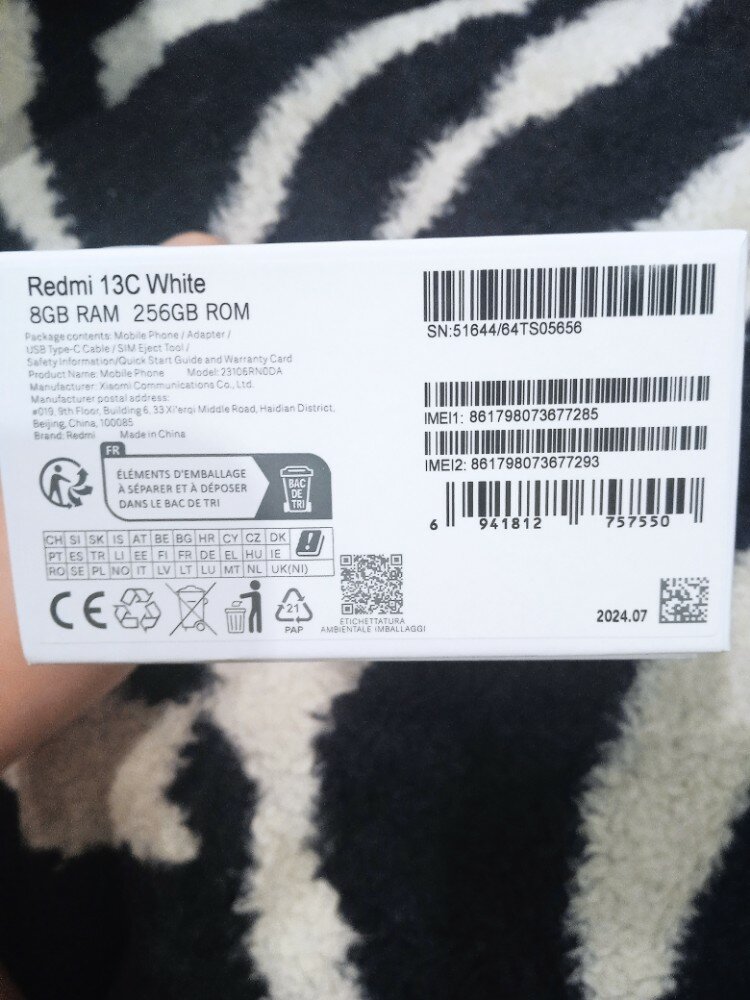 Redmi 13C White
8GB RAM 256GB ROM
Package contents: Mobile Phone / Adapter /
USB Type-C Cable / SIM Eject Tool /
Safety Information/Quick Start Guide and Warranty Card
Product Name: Mobile Phone Model: 23106RN0DA
Manufacturer: Xiaomi Communications Co., Ltd.
Manufacturer postal address:
#019, 9th Floor, Building 6, 33 Xi'erqi Middle Road, Haidian District,
Beijing, China, 100085
Brand: Redmi Made in China
FR
ÉLÉMENTS D'EMBALLAGE
À SÉPARER ET À DÉPOSER
DANS LE BAC DE TRI
BAC
DE
TRI
CH SI SK IS AT BE BG HR CY CZ DK
PT ES TR LI EE FI FR DE EL HU IE
RO SE PL NO IT LV LT LU MT NL UK(NI)
CE
21
PAP
ETICHETTATURA
AMBIENTALE IMBALLAGGI
SN:51644/64TS05656
IMEI1: 861798073677285
IMEI2: 861798073677293
6 941812 757550
2024.07